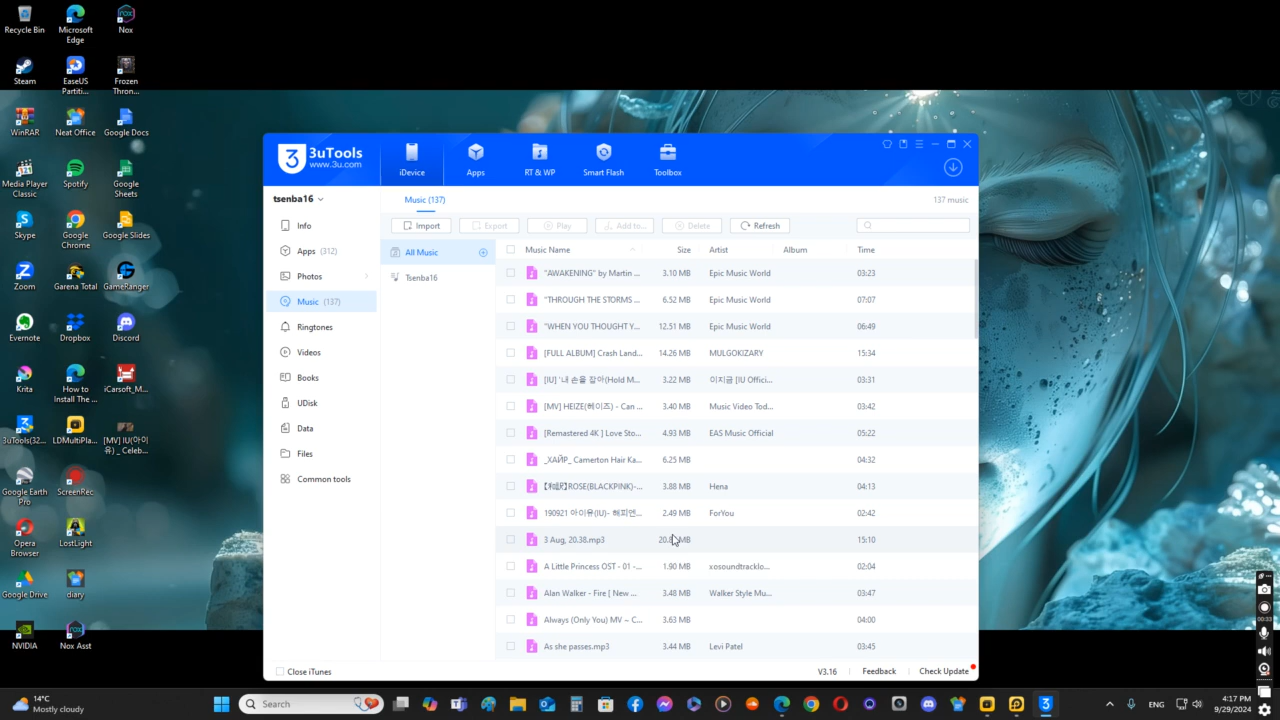 Recycle Bin
Microsoft
Edge
Nox
Steam
EaseUS
Partiti...
Frozen
Thron...
WinRAR
Neat Office
Google Docs
Media Player
Classic
Spotify
Google
Sheets
Skype
Google
Chrome
Google Slides
Zoom
Garena Total
GameRanger
Evernote
Dropbox
Discord
Krita
How to
Install The ...
iCarsoft_M...
3uTools(32...
LDMultiPla...
[MV] IU(아이
유) _ Celeb...
Google Earth
Pro
ScreenRec
Opera
Browser
LostLight
Google Drive
diary
NVIDIA
Nox Asst
3uTools
www.3u.com
iDevice
Apps
RT & WP
Smart Flash
Toolbox
tsenba16
Info
Apps (312)
Photos
Music (137)
Ringtones
Videos
Books
UDisk
Data
Files
Common tools
Close iTunes
Music (137)
137 music
Import
Export
Play
Add to...
Delete
Refresh
All Music
Tsenba16
Music Name Size Artist Album Time
"AWAKENING" by Martin ... 3.10 MB Epic Music World 03:23
"THROUGH THE STORMS ... 6.52 MB Epic Music World 07:07
"WHEN YOU THOUGHT Y... 12.51 MB Epic Music World 06:49
[FULL ALBUM] Crash Land... 14.26 MB MULGOKIZARY 15:34
[IU] '내 손을 잡아(Hold M... 3.22 MB 이지금 [IU Offici... 03:31
[MV] HEIZE(헤이즈) - Can ... 3.40 MB Music Video Tod... 03:42
[Remastered 4K ] Love Sto... 4.93 MB EAS Music Official 05:22
_ХАЙР_ Camerton Hair Ka... 6.25 MB 04:32
【和訳】ROSE(BLACKPINK)-... 3.88 MB Hena 04:13
190921 아이유(IU)- 해피엔... 2.49 MB ForYou 02:42
3 Aug, 20.38.mp3 MB 15:10
A Little Princess OST - 01 -... 1.90 MB xosoundtracklo... 02:04
Alan Walker - Fire [ New ... 3.48 MB Walker Style Mu... 03:47
Always (Only You) MV ~ C... 3.63 MB 04:00
As she passes.mp3 3.44 MB Levi Patel 03:45
V3.16
Feedback
Check Update
00:33
14°C
Mostly cloudy
Search
ENG
4:17 PM
9/29/2024